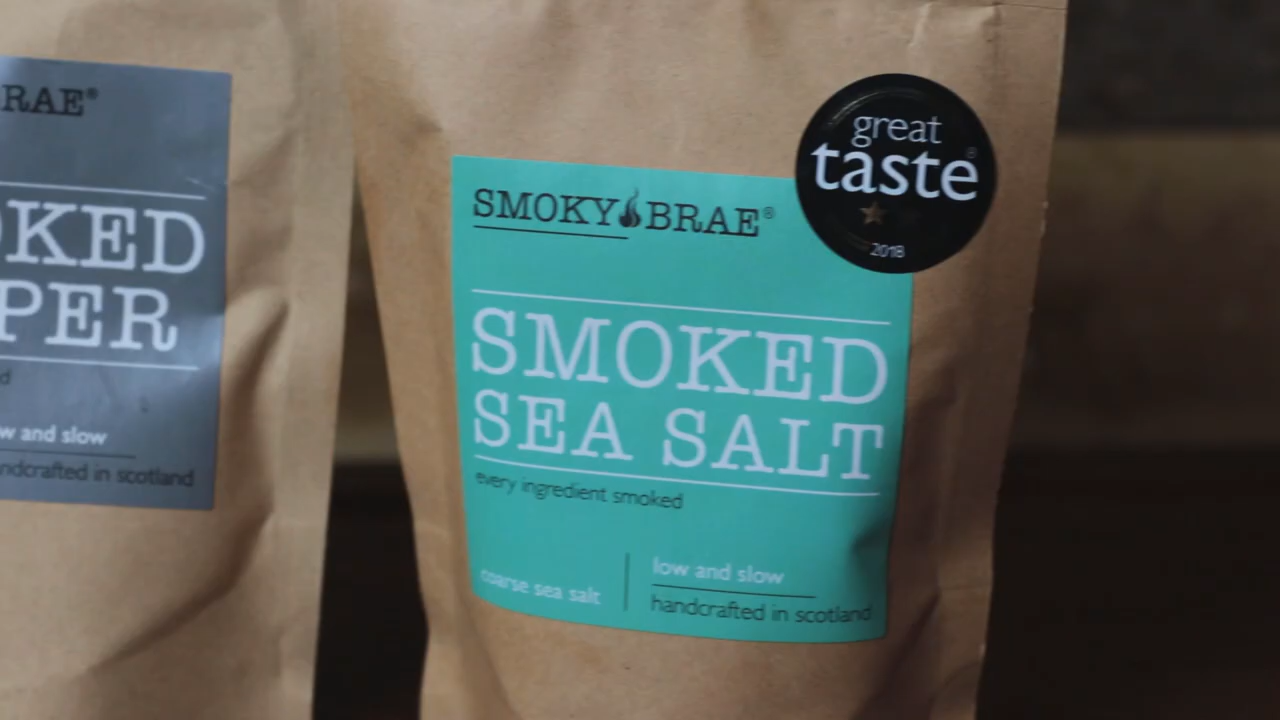 RAE®
OKED
PER
d
w and slow
ndcrafted in scotland
great
taste®
2018
SMOKY BRAE®
SMOKED
SEA SALT
every ingredient smoked
coarse sea salt
low and slow
handcrafted in scotland